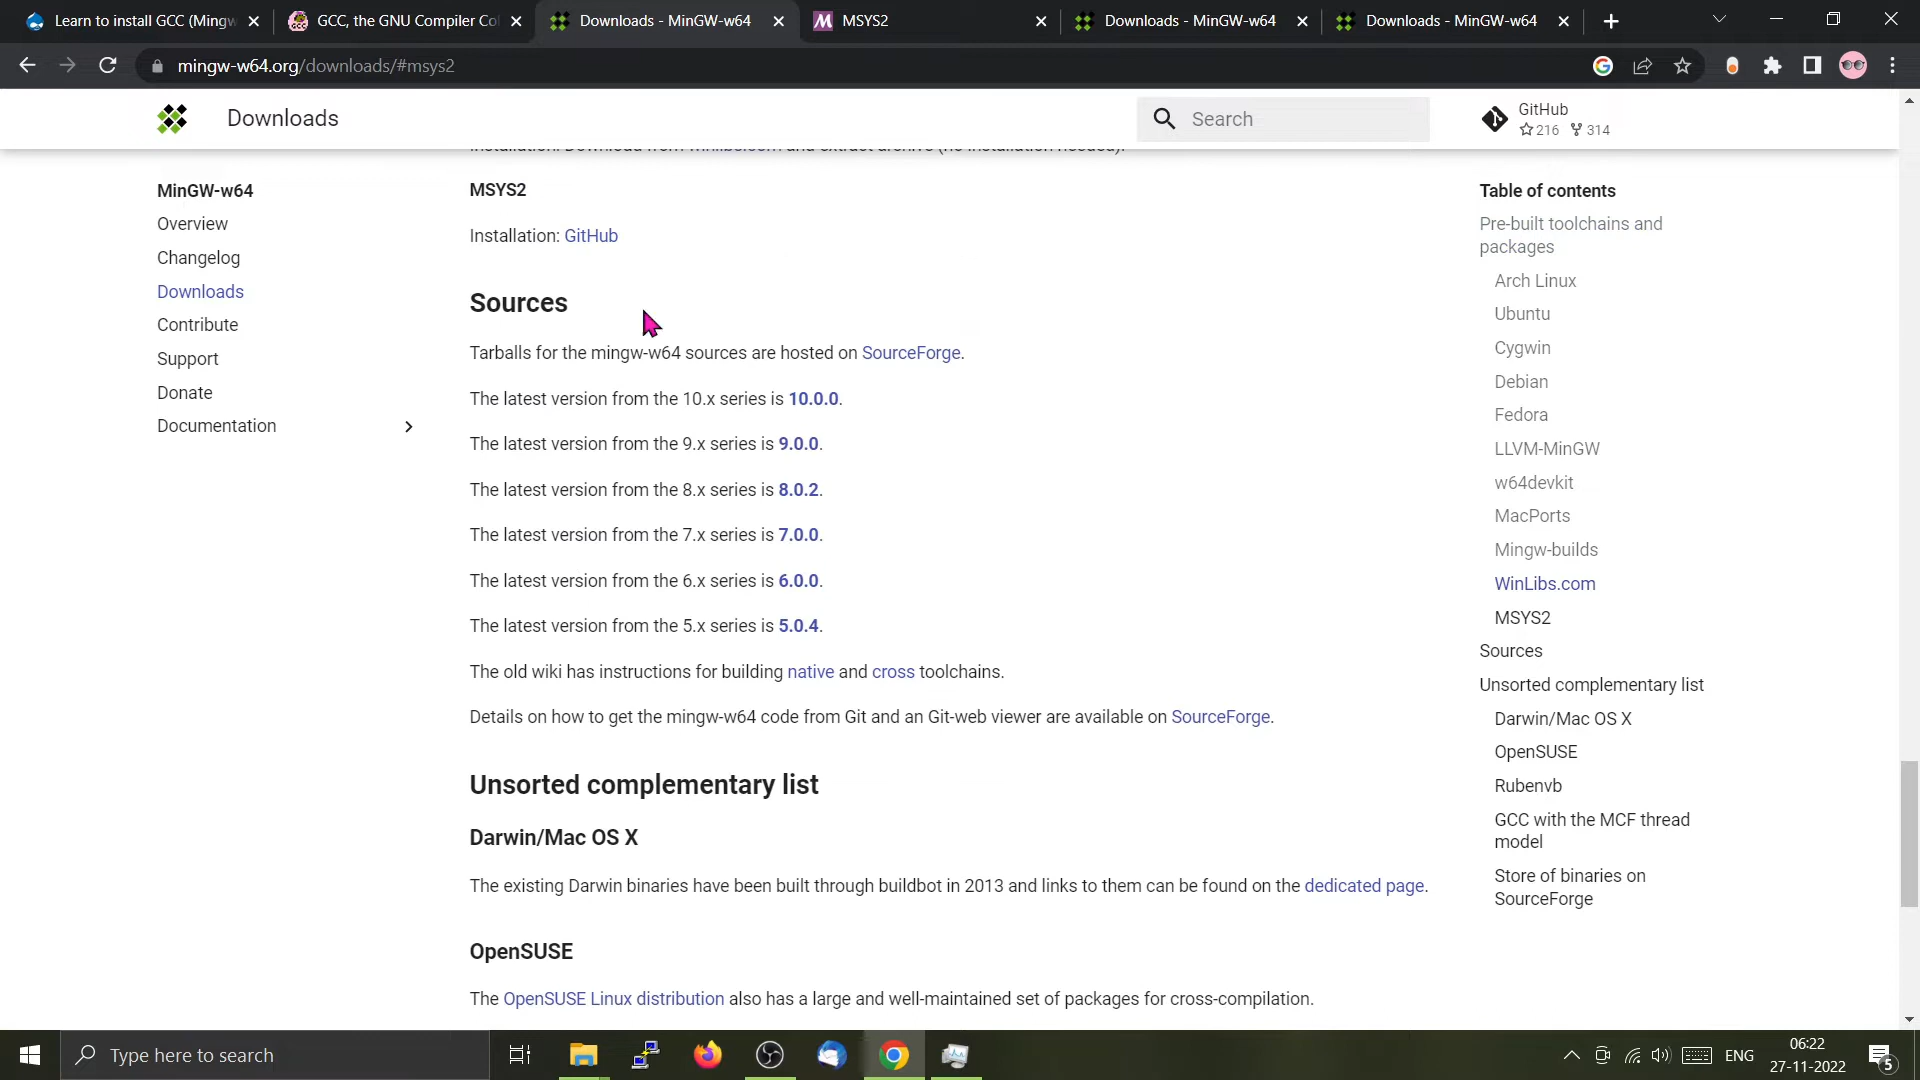 Learn to install GCC (Mingw
GCC, the GNU Compiler Col
Downloads - MinGW-w64
MSYS2
Downloads - MinGW-w64
Downloads - MinGW-w64
mingw-w64.org/downloads/#msys2
Downloads
Search
GitHub
216 314
Installation: Download from winlibs.com and extract archive (no installation needed).
MinGW-w64
Overview
Changelog
Downloads
Contribute
Support
Donate
Documentation
MSYS2
Installation: GitHub
Sources
Tarballs for the mingw-w64 sources are hosted on SourceForge.
The latest version from the 10.x series is 10.0.0.
The latest version from the 9.x series is 9.0.0.
The latest version from the 8.x series is 8.0.2.
The latest version from the 7.x series is 7.0.0.
The latest version from the 6.x series is 6.0.0.
The latest version from the 5.x series is 5.0.4.
The old wiki has instructions for building native and cross toolchains.
Details on how to get the mingw-w64 code from Git and an Git-web viewer are available on SourceForge.
Unsorted complementary list
Darwin/Mac OS X
The existing Darwin binaries have been built through buildbot in 2013 and links to them can be found on the dedicated page.
OpenSUSE
The OpenSUSE Linux distribution also has a large and well-maintained set of packages for cross-compilation.
Table of contents
Pre-built toolchains and
packages
Arch Linux
Ubuntu
Cygwin
Debian
Fedora
LLVM-MinGW
w64devkit
MacPorts
Mingw-builds
WinLibs.com
MSYS2
Sources
Unsorted complementary list
Darwin/Mac OS X
OpenSUSE
Rubenvb
GCC with the MCF thread
model
Store of binaries on
SourceForge
Type here to search
ENG
06:22
27-11-2022
5